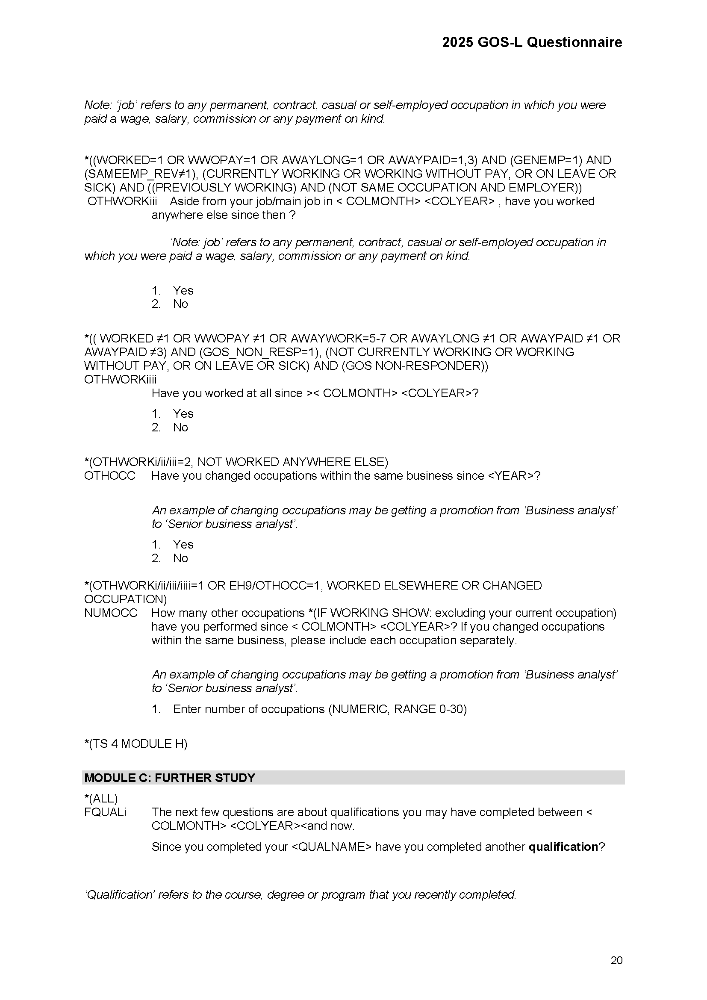 2025 GOS-L Questionnaire
Note: ‘job’ refers to any permanent, contract, casual or self-employed occupation in which you were
paid a wage, salary, commission or any payment on kind.
*((WORKED=1 OR WWOPAY=1 OR AWAYLONG=1 OR AWAYPAID=1,3) AND (GENEMP=1) AND
(SAMEEMP_REV≠1), (CURRENTLY WORKING OR WORKING WITHOUT PAY, OR ON LEAVE OR
SICK) AND ((PREVIOUSLY WORKING) AND (NOT SAME OCCUPATION AND EMPLOYER))
OTHWORKiii Aside from your job/main job in < COLMONTH> <COLYEAR> , have you worked
anywhere else since then ?
‘Note: job’ refers to any permanent, contract, casual or self-employed occupation in
which you were paid a wage, salary, commission or any payment on kind.
1. Yes
2. No
*(( WORKED ≠1 OR WWOPAY ≠1 OR AWAYWORK=5-7 OR AWAYLONG ≠1 OR AWAYPAID ≠1 OR
AWAYPAID ≠3) AND (GOS_NON_RESP=1), (NOT CURRENTLY WORKING OR WORKING
WITHOUT PAY, OR ON LEAVE OR SICK) AND (GOS NON-RESPONDER))
OTHWORKiiii
Have you worked at all since >< COLMONTH> <COLYEAR>?
1. Yes
2. No
*(OTHWORKi/ii/iii=2, NOT WORKED ANYWHERE ELSE)
OTHOCC Have you changed occupations within the same business since <YEAR>?
An example of changing occupations may be getting a promotion from ‘Business analyst’
to ‘Senior business analyst’.
1. Yes
2. No
*(OTHWORKi/ii/iii/iiii=1 OR EH9/OTHOCC=1, WORKED ELSEWHERE OR CHANGED
OCCUPATION)
NUMOCC How many other occupations *(IF WORKING SHOW: excluding your current occupation)
have you performed since < COLMONTH> <COLYEAR>? If you changed occupations
within the same business, please include each occupation separately.
An example of changing occupations may be getting a promotion from ‘Business analyst’
to ‘Senior business analyst’.
1. Enter number of occupations (NUMERIC, RANGE 0-30)
*(TS 4 MODULE H)
MODULE C: FURTHER STUDY
*(ALL)
FQUALi The next few questions are about qualifications you may have completed between <
COLMONTH> <COLYEAR><and now.
Since you completed your <QUALNAME> have you completed another qualification?
‘Qualification’ refers to the course, degree or program that you recently completed.
20